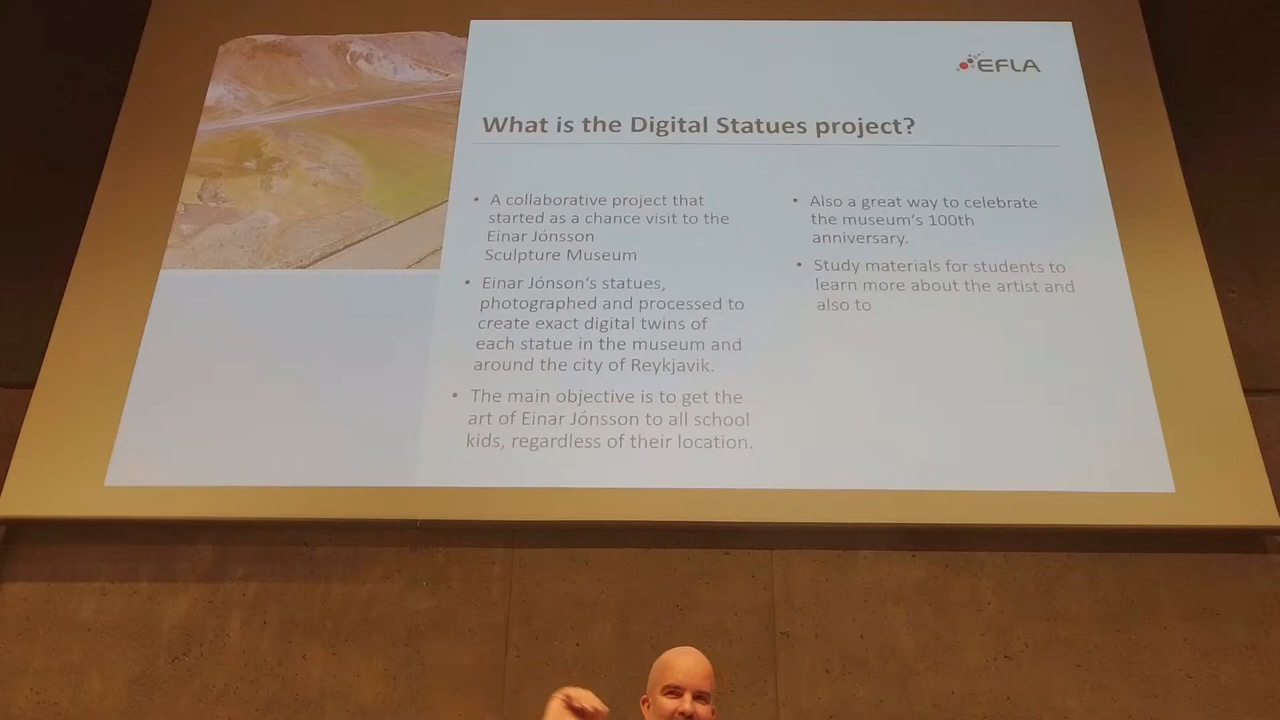 EFLA
What is the Digital Statues project?
• A collaborative project that
started as a chance visit to the
Einar Jónsson
Sculpture Museum
• Einar Jónson's statues,
photographed and processed to
create exact digital twins of
each statue in the museum and
around the city of Reykjavik.
• The main objective is to get the
art of Einar Jónsson to all school
kids, regardless of their location.
• Also a great way to celebrate
the museum's 100th
anniversary.
• Study materials for students to
learn more about the artist and
also to